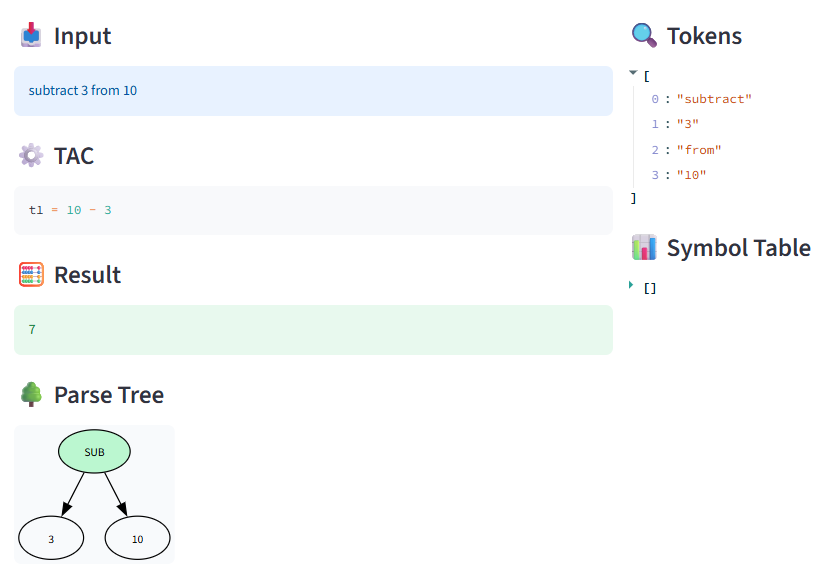 Input
subtract 3 from 10
TAC
t1 = 10 - 3
Result
7
Parse Tree
SUB
3 10
Tokens
[
0 : "subtract"
1 : "3"
2 : "from"
3 : "10"
]
Symbol Table
[]